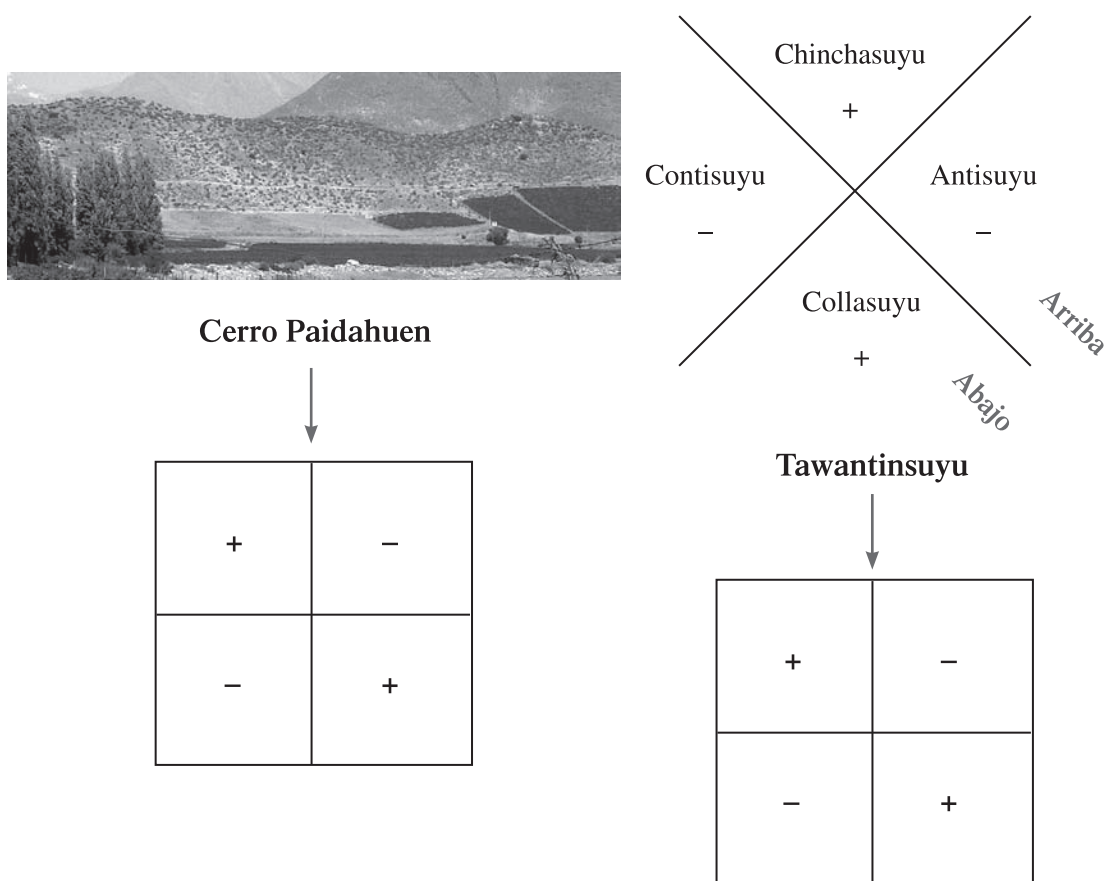 Chinchasuyu
+
Contisuyu
Antisuyu
–
–
Collasuyu
+
Arriba
Abajo
Cerro Paidahuen
Tawantinsuyu
+ –
– +
+ –
– +